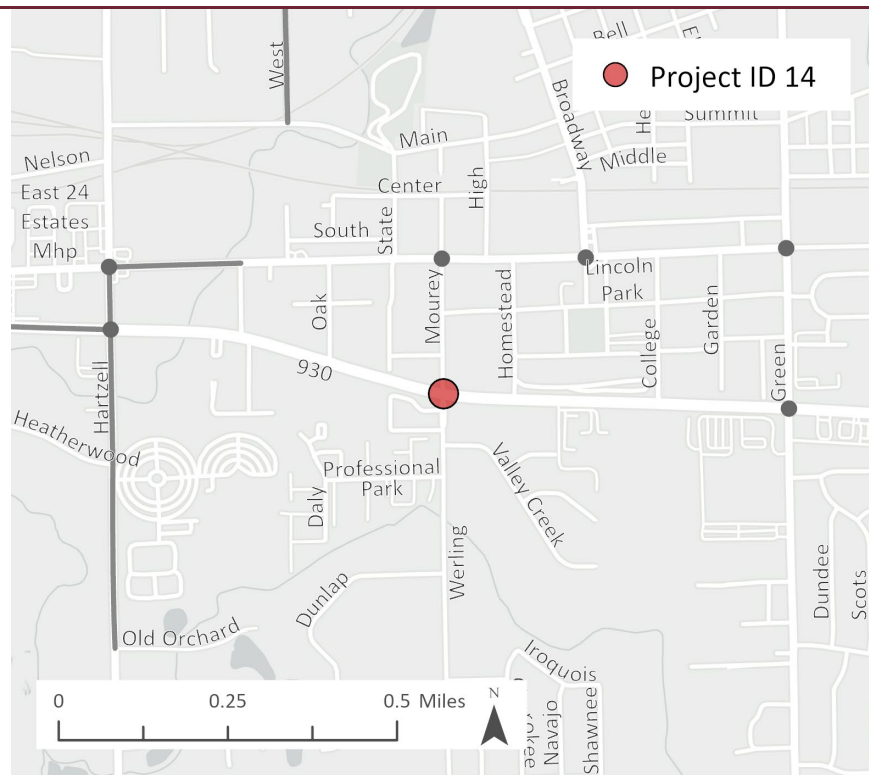 Bell
Project ID 14
West
Broadway
Summit
Main
Middle
Nelson
Center
High
East 24
Estates
Mhp
South
State
Lincoln
Park
Oak
Mourey
Homestead
College
Garden
930
Green
Hartzell
Heatherwood
Professional
Park
Daly
Valley Creek
Werling
Dundee
Scots
Dunlap
Old Orchard
Iroquois
Navajo
Shawnee
0 0.25 0.5 Miles
N